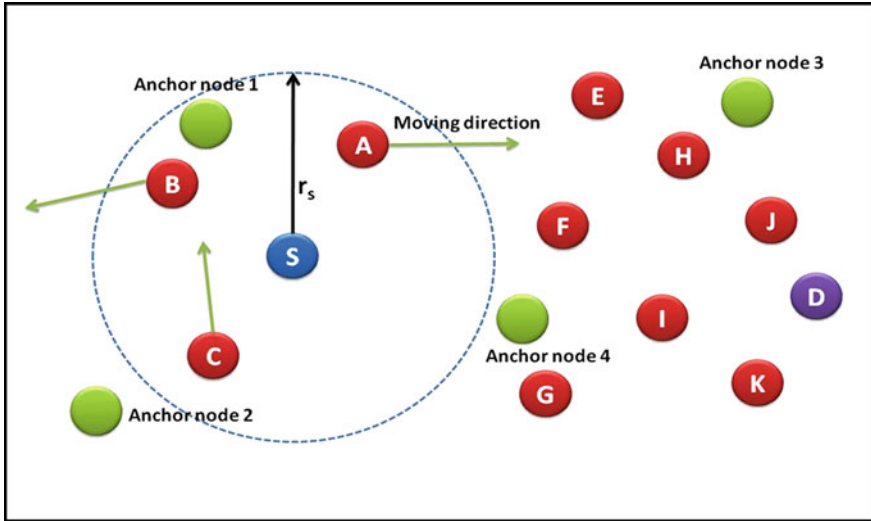 Anchor node 1
Anchor node 3
E
Moving direction
A
H
B
r_s
J
F
S
D
I
C
Anchor node 4
K
G
Anchor node 2